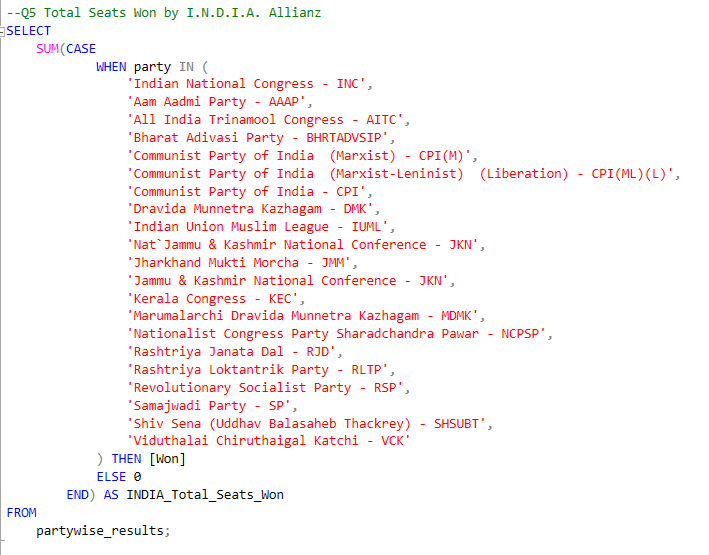 --Q5 Total Seats Won by I.N.D.I.A. Allianz
SELECT
    SUM(CASE
            WHEN party IN (
                'Indian National Congress - INC',
                'Aam Aadmi Party - AAAP',
                'All India Trinamool Congress - AITC',
                'Bharat Adivasi Party - BHRTADVSIP',
                'Communist Party of India  (Marxist) - CPI(M)',
                'Communist Party of India  (Marxist-Leninist)  (Liberation) - CPI(ML)(L)',
                'Communist Party of India - CPI',
                'Dravida Munnetra Kazhagam - DMK',
                'Indian Union Muslim League - IUML',
                'Nat`Jammu & Kashmir National Conference - JKN',
                'Jharkhand Mukti Morcha - JMM',
                'Jammu & Kashmir National Conference - JKN',
                'Kerala Congress - KEC',
                'Marumalarchi Dravida Munnetra Kazhagam - MDMK',
                'Nationalist Congress Party Sharadchandra Pawar - NCPSP',
                'Rashtriya Janata Dal - RJD',
                'Rashtriya Loktantrik Party - RLTP',
                'Revolutionary Socialist Party - RSP',
                'Samajwadi Party - SP',
                'Shiv Sena (Uddhav Balasaheb Thackrey) - SHSUBT',
                'Viduthalai Chiruthaigal Katchi - VCK'
            ) THEN [Won]
            ELSE 0
        END) AS INDIA_Total_Seats_Won
FROM
    partywise_results;